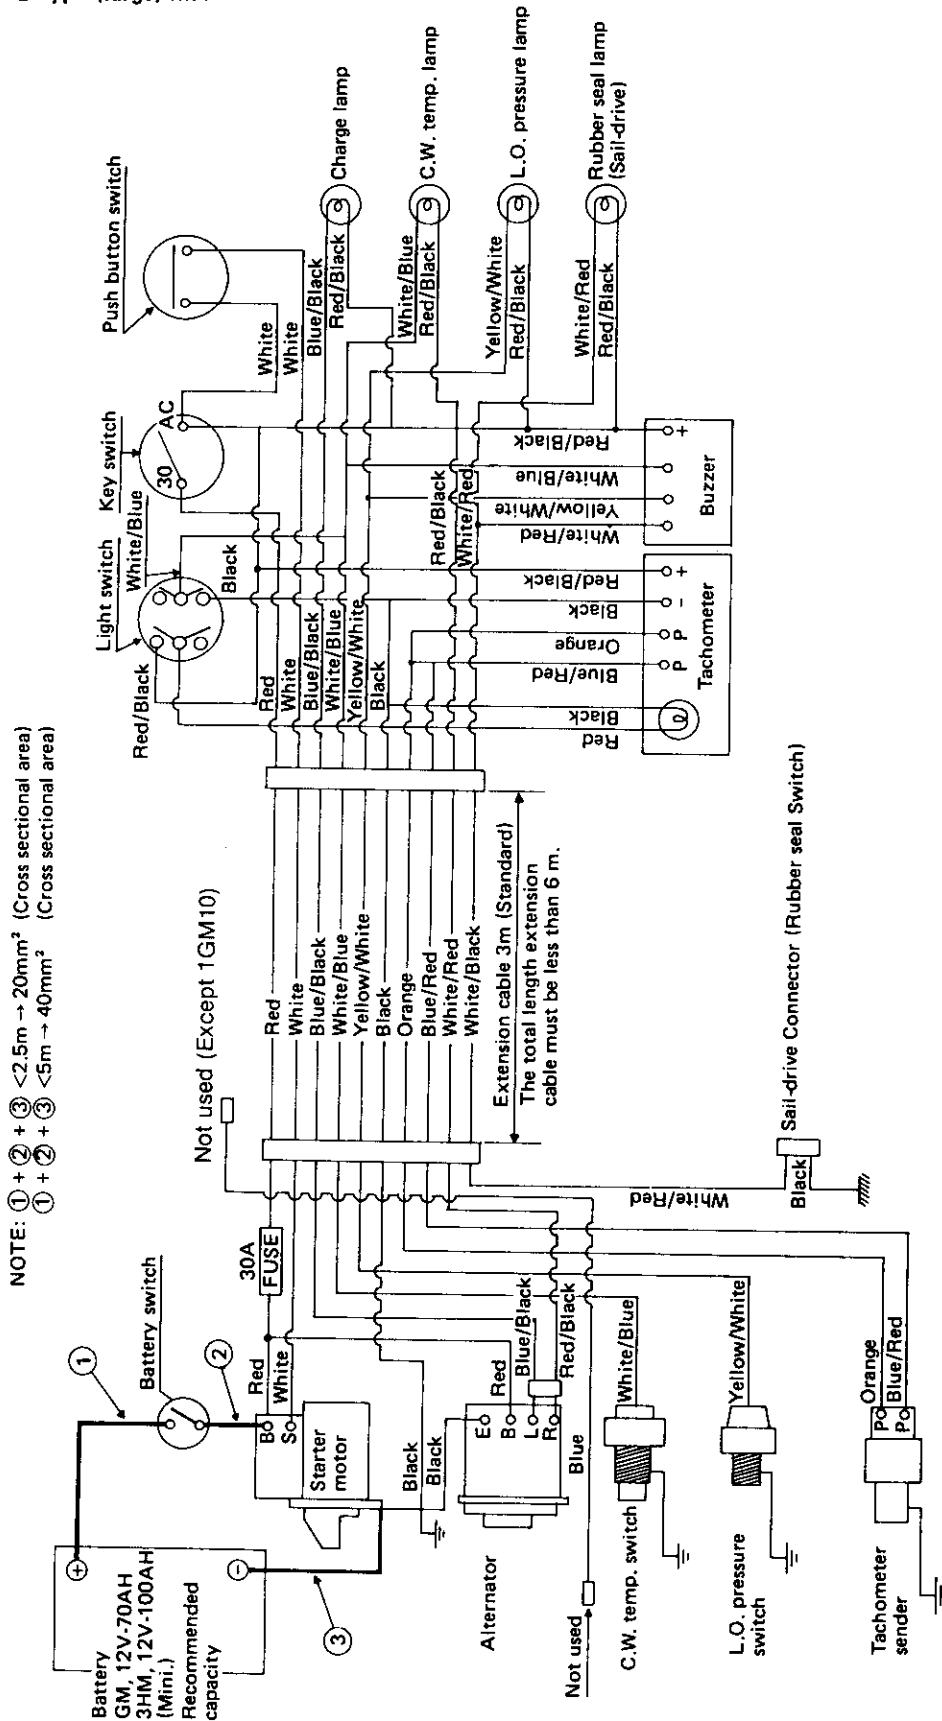 NOTE: ① + ② + ③ <2.5m → 20mm² (Cross sectional area)
① + ② + ③ <5m → 40mm² (Cross sectional area)
Battery
GM, 12V-70AH
3HM, 12V-100AH
(Mini.)
Recommended
capacity
+
−
①
Battery switch
②
③
Red
White
B
S
Starter
motor
30A
FUSE
Black
Black
Alternator
E
B
L
R
Red
Blue/Black
Red/Black
Blue
Not used
Not used (Except 1GM10)
C.W. temp. switch
White/Blue
L.O. pressure
switch
Yellow/White
Tachometer
sender
P
P
Orange
Blue/Red
White/Red
Black
Sail-drive Connector (Rubber seal Switch)
Red
White
Blue/Black
White/Blue
Yellow/White
Black
Orange
Blue/Red
White/Red
White/Black
Extension cable 3m (Standard)
The total length extension
cable must be less than 6 m.
Red/Black
Light switch
White/Blue
Black
Key switch
30
AC
Push button switch
White
White
Red
White
Blue/Black
White/Blue
Yellow/White
Black
Red/Black
White/Red
Blue/Black
Red/Black
Charge lamp
White/Blue
Red/Black
C.W. temp. lamp
Yellow/White
Red/Black
L.O. pressure lamp
White/Red
Red/Black
Rubber seal lamp
(Sail-drive)
Red
Black
Blue/Red
Orange
Black
Red/Black
P
P
−
+
Tachometer
White/Red
Yellow/White
White/Blue
Red/Black
+
Buzzer